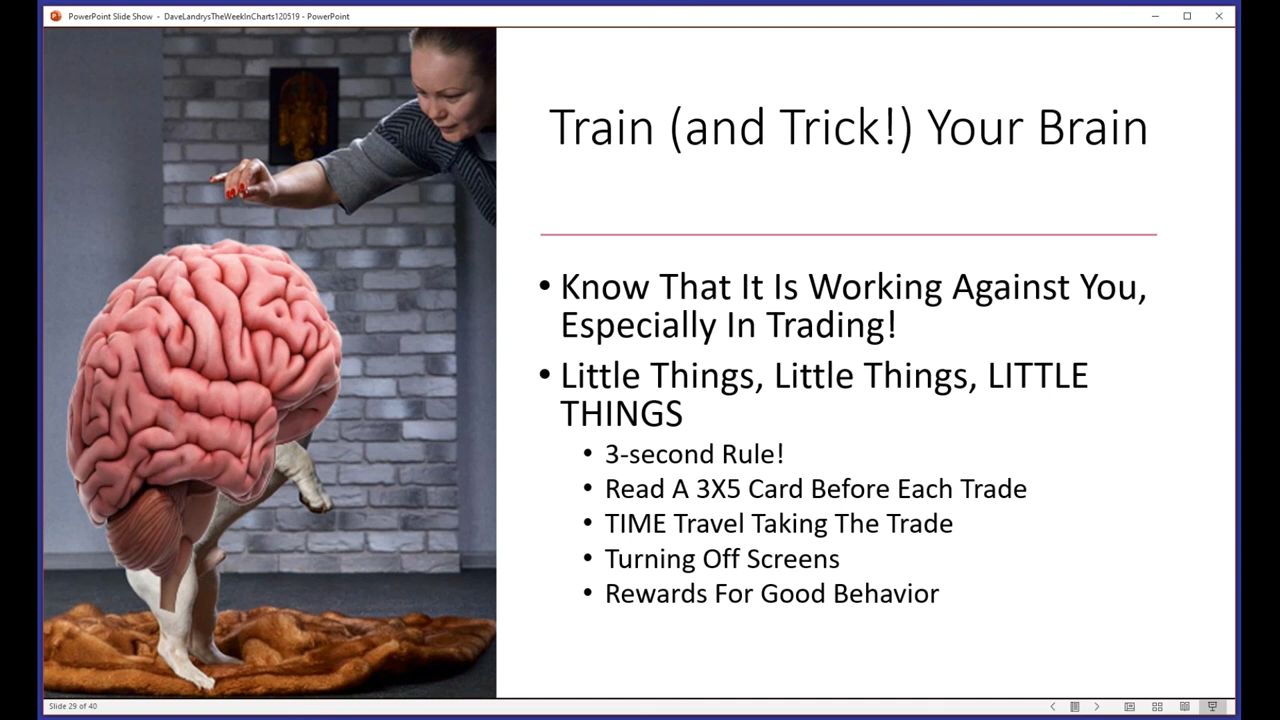 PowerPoint Slide Show - DaveLandrysTheWeekInCharts120519 - PowerPoint
Train (and Trick!) Your Brain
• Know That It Is Working Against You,
Especially In Trading!
• Little Things, Little Things, LITTLE
THINGS
• 3-second Rule!
• Read A 3X5 Card Before Each Trade
• TIME Travel Taking The Trade
• Turning Off Screens
• Rewards For Good Behavior
Slide 29 of 40